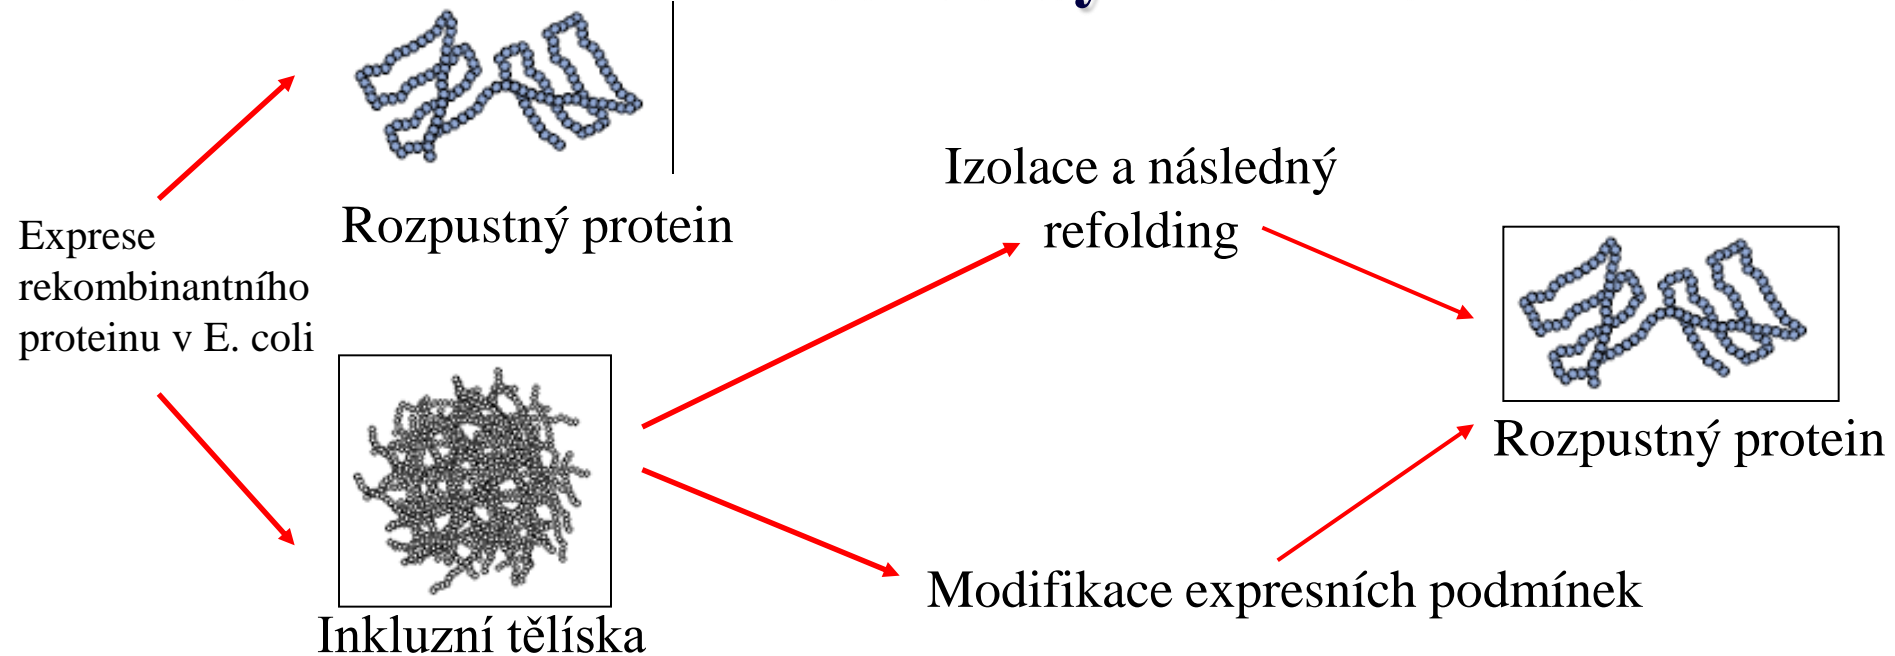 Rozpustný protein
Exprese
rekombinantního
proteinu v E. coli
Inkluzní tělíska
Izolace a následný
refolding
Modifikace expresních podmínek
Rozpustný protein